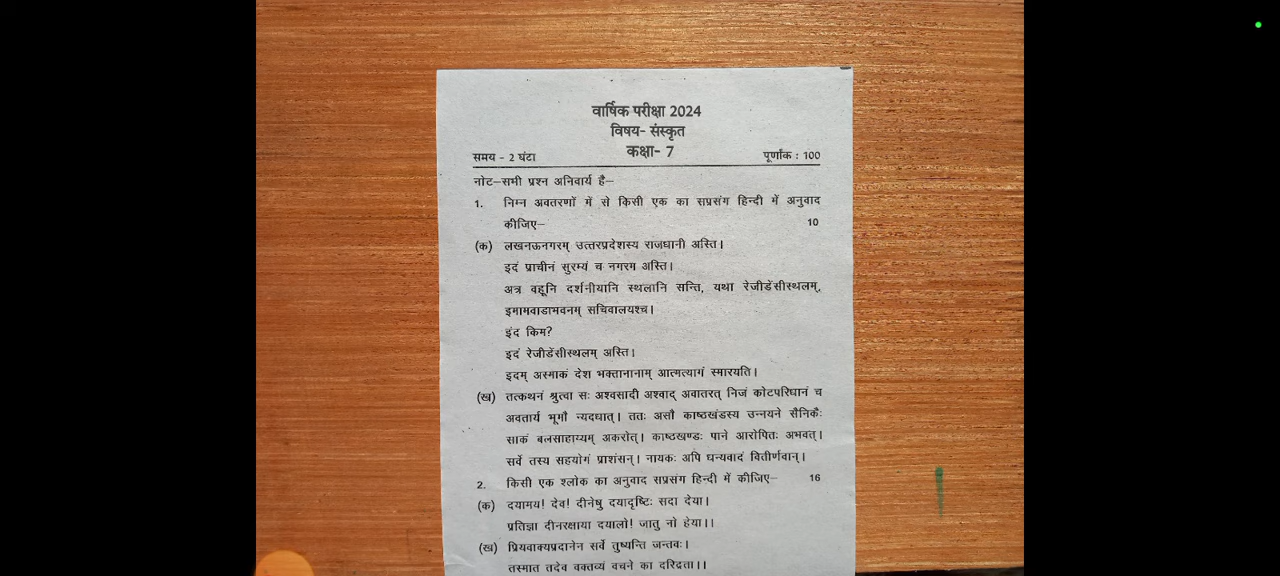 वार्षिक परीक्षा 2024
विषय- संस्कृत
कक्षा- 7
समय - 2 घंटा पूर्णांक : 100
नोट–सभी प्रश्न अनिवार्य है–
1. निम्न अवतरणों में से किसी एक का सप्रसंग हिन्दी में अनुवाद
कीजिए– 10
(क) लखनऊनगरम् उत्तरप्रदेशस्य राजधानी अस्ति।
इदं प्राचीनं सुरम्यं च नगरम अस्ति।
अत्र वहूनि दर्शनीयानि स्थलानि सन्ति, यथा रेजीडेंसीस्थलम्,
इमामवाडाभवनम् सचिवालयश्च।
इंद किम?
इदं रेजीडेंसीस्थलम् अस्ति।
इदम् अस्माकं देश भक्तानानाम् आत्मत्यागं स्मारयति।
(ख) तत्कथनं श्रुत्वा सः अश्वसादी अश्वाद् अवातरत् निजं कोटपरिधानं च
अवतार्य भूमौ न्यदधात्। ततः असौ काष्ठखंडस्य उन्नयने सैनिकैः
साकं बलसाहाय्यम् अकरोत्। काष्ठखण्डः पाने आरोपितः अभवत्।
सर्वे तस्य सहयोगं प्राशंसन्। नायकः अपि धन्यवादं वितीर्णवान्।
2. किसी एक श्लोक का अनुवाद सप्रसंग हिन्दी में कीजिए– 16
(क) दयामय! देव! दीनेषु दयादृष्टिः सदा देया।
प्रतिज्ञा दीनरक्षाया दयालो! जातु नो हेया।।
(ख) प्रियवाक्यप्रदानेन सर्वे तुष्यन्ति जन्तवः।
तस्मात तदेव वक्तव्यं वचने का दरिद्रता।।